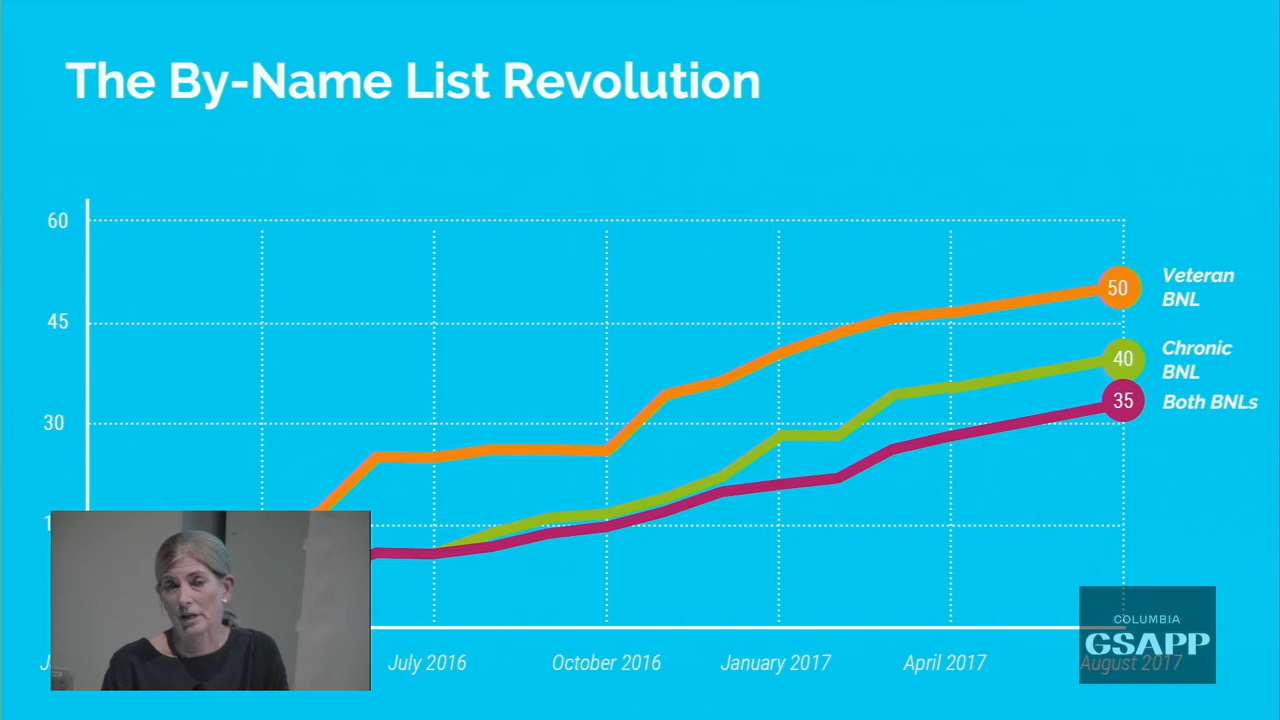 The By-Name List Revolution
60
45
30
50
Veteran
BNL
40
Chronic
BNL
35
Both BNLs
July 2016
October 2016
January 2017
April 2017
August 2017
COLUMBIA
GSAPP